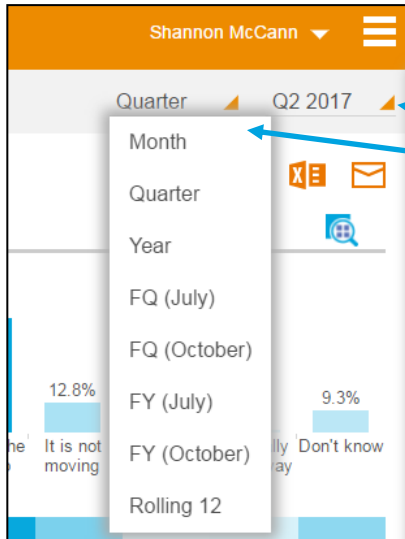 Shannon McCann
Quarter Q2 2017
Month
Quarter
Year
FQ (July)
FQ (October)
FY (July)
FY (October)
Rolling 12
12.8%
9.3%
It is not
moving
Don't know